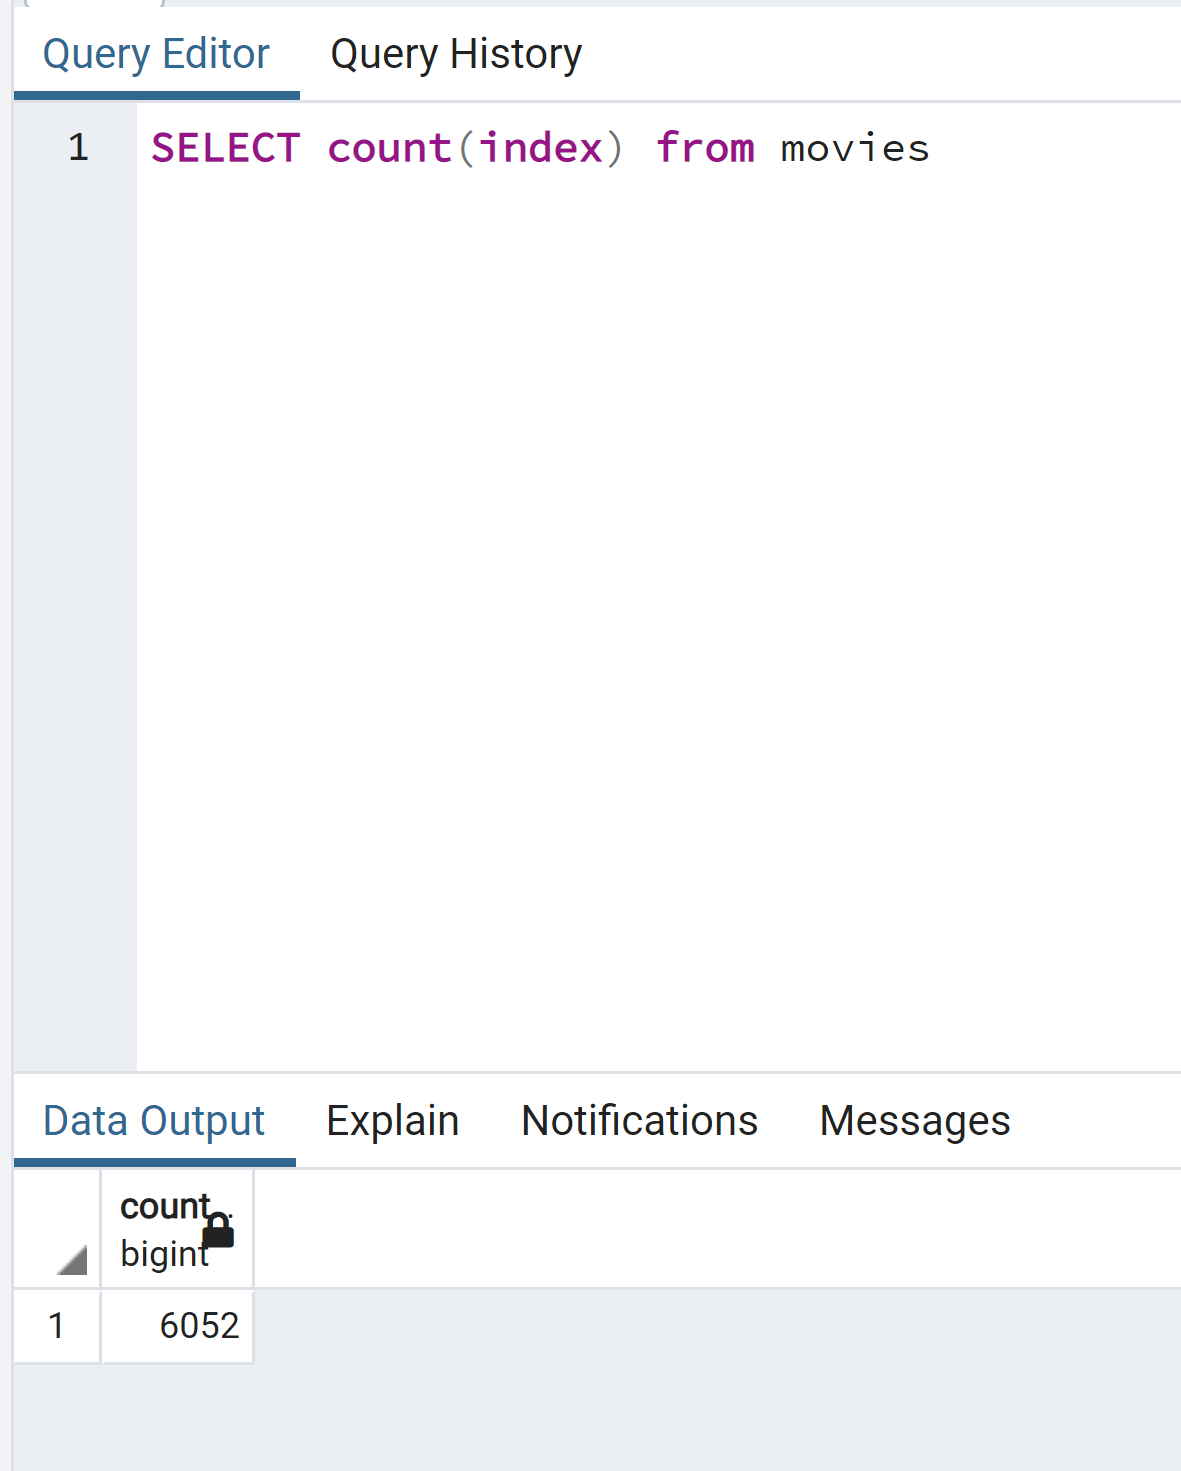 Query Editor Query History
1 SELECT count(index) from movies
Data Output Explain Notifications Messages
count
bigint
1 6052